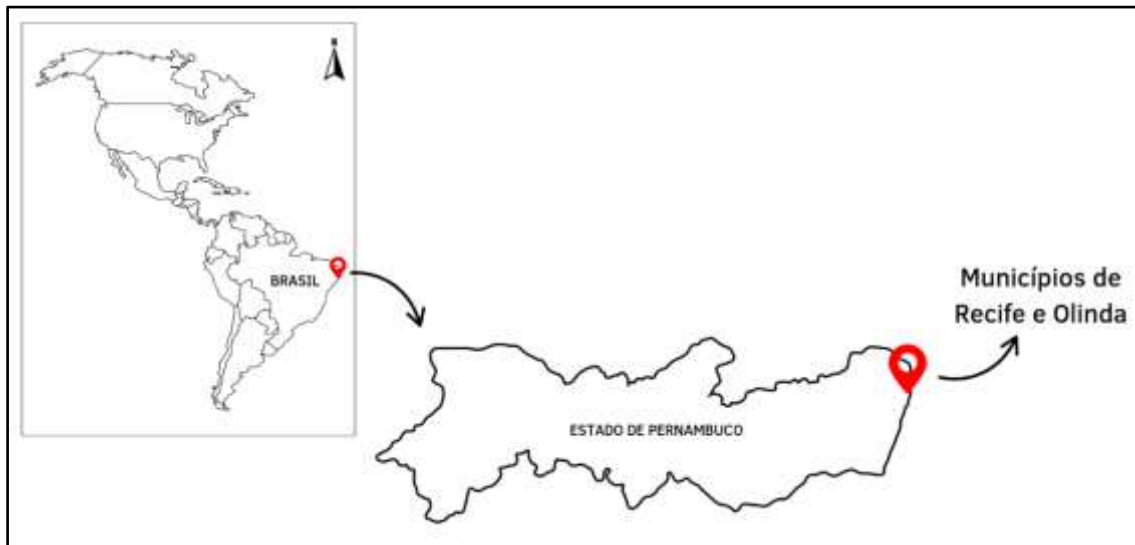 N
BRASIL
Municípios de
Recife e Olinda
ESTADO DE PERNAMBUCO